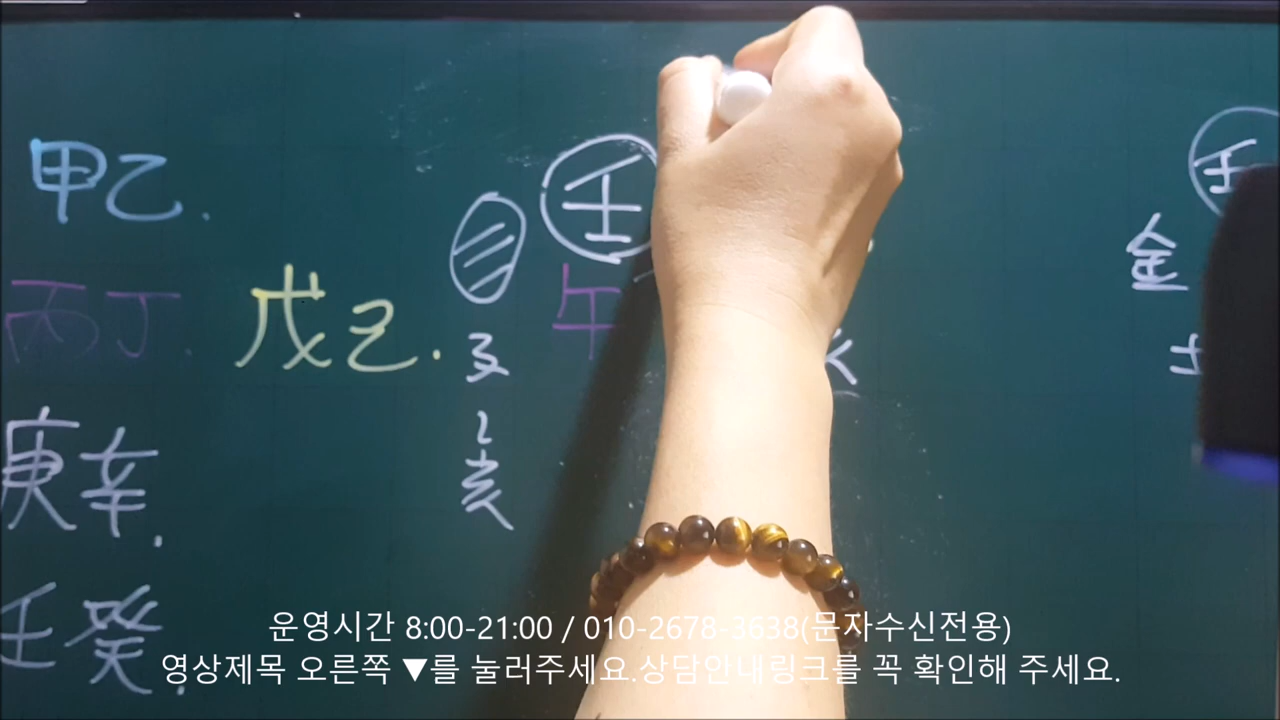 甲乙.
丙丁.
戊己.
庚辛.
壬癸.
壬
午
亥
壬
金
土
운영시간 8:00-21:00 / 010-2678-3638(문자수신전용)
영상제목 오른쪽 ▼를 눌러주세요.상담안내링크를 꼭 확인해 주세요.